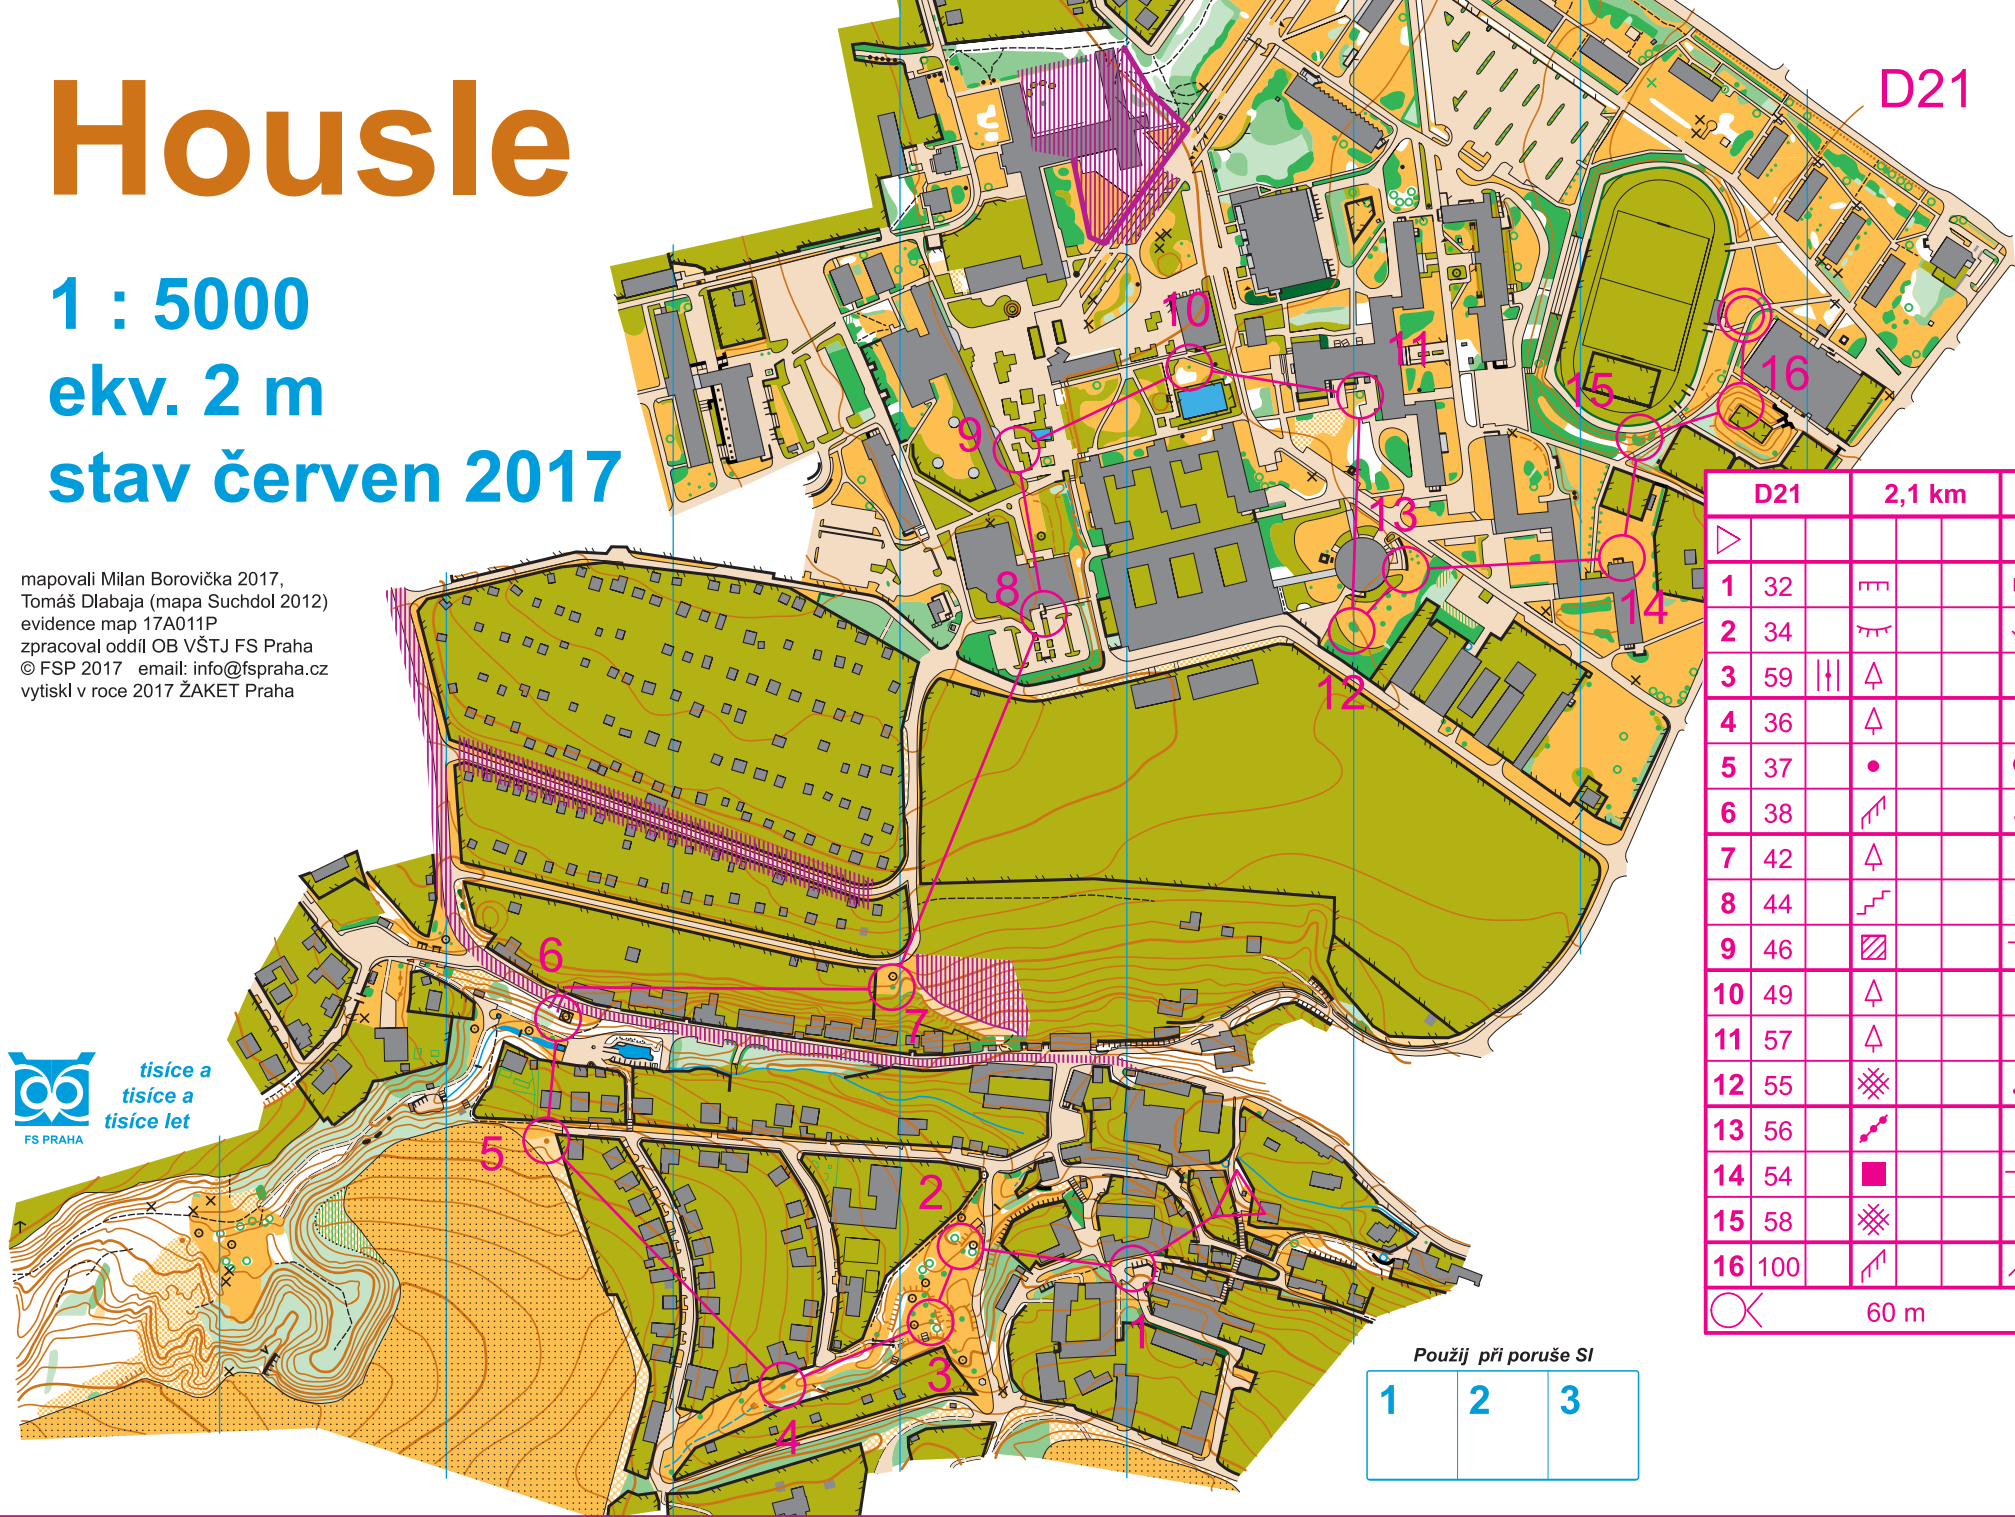 Housle
1 : 5000
ekv. 2 m
stav červen 2017
mapovali Milan Borovička 2017,
Tomáš Dlabaja (mapa Suchdol 2012)
evidence map 17A011P
zpracoval oddíl OB VŠTJ FS Praha
© FSP 2017 email: info@fspraha.cz
vytiskl v roce 2017 ŽAKET Praha
tisíce a
tisíce a
tisíce let
FS PRAHA
D21
10
11
16
15
9
13
8
14
12
6
7
5
2
1
3
4
D21 2,1 km
1 32
2 34
3 59
4 36
5 37
6 38
7 42
8 44
9 46
10 49
11 57
12 55
13 56
14 54
15 58
16 100
60 m
Použij při poruše SI
1 2 3